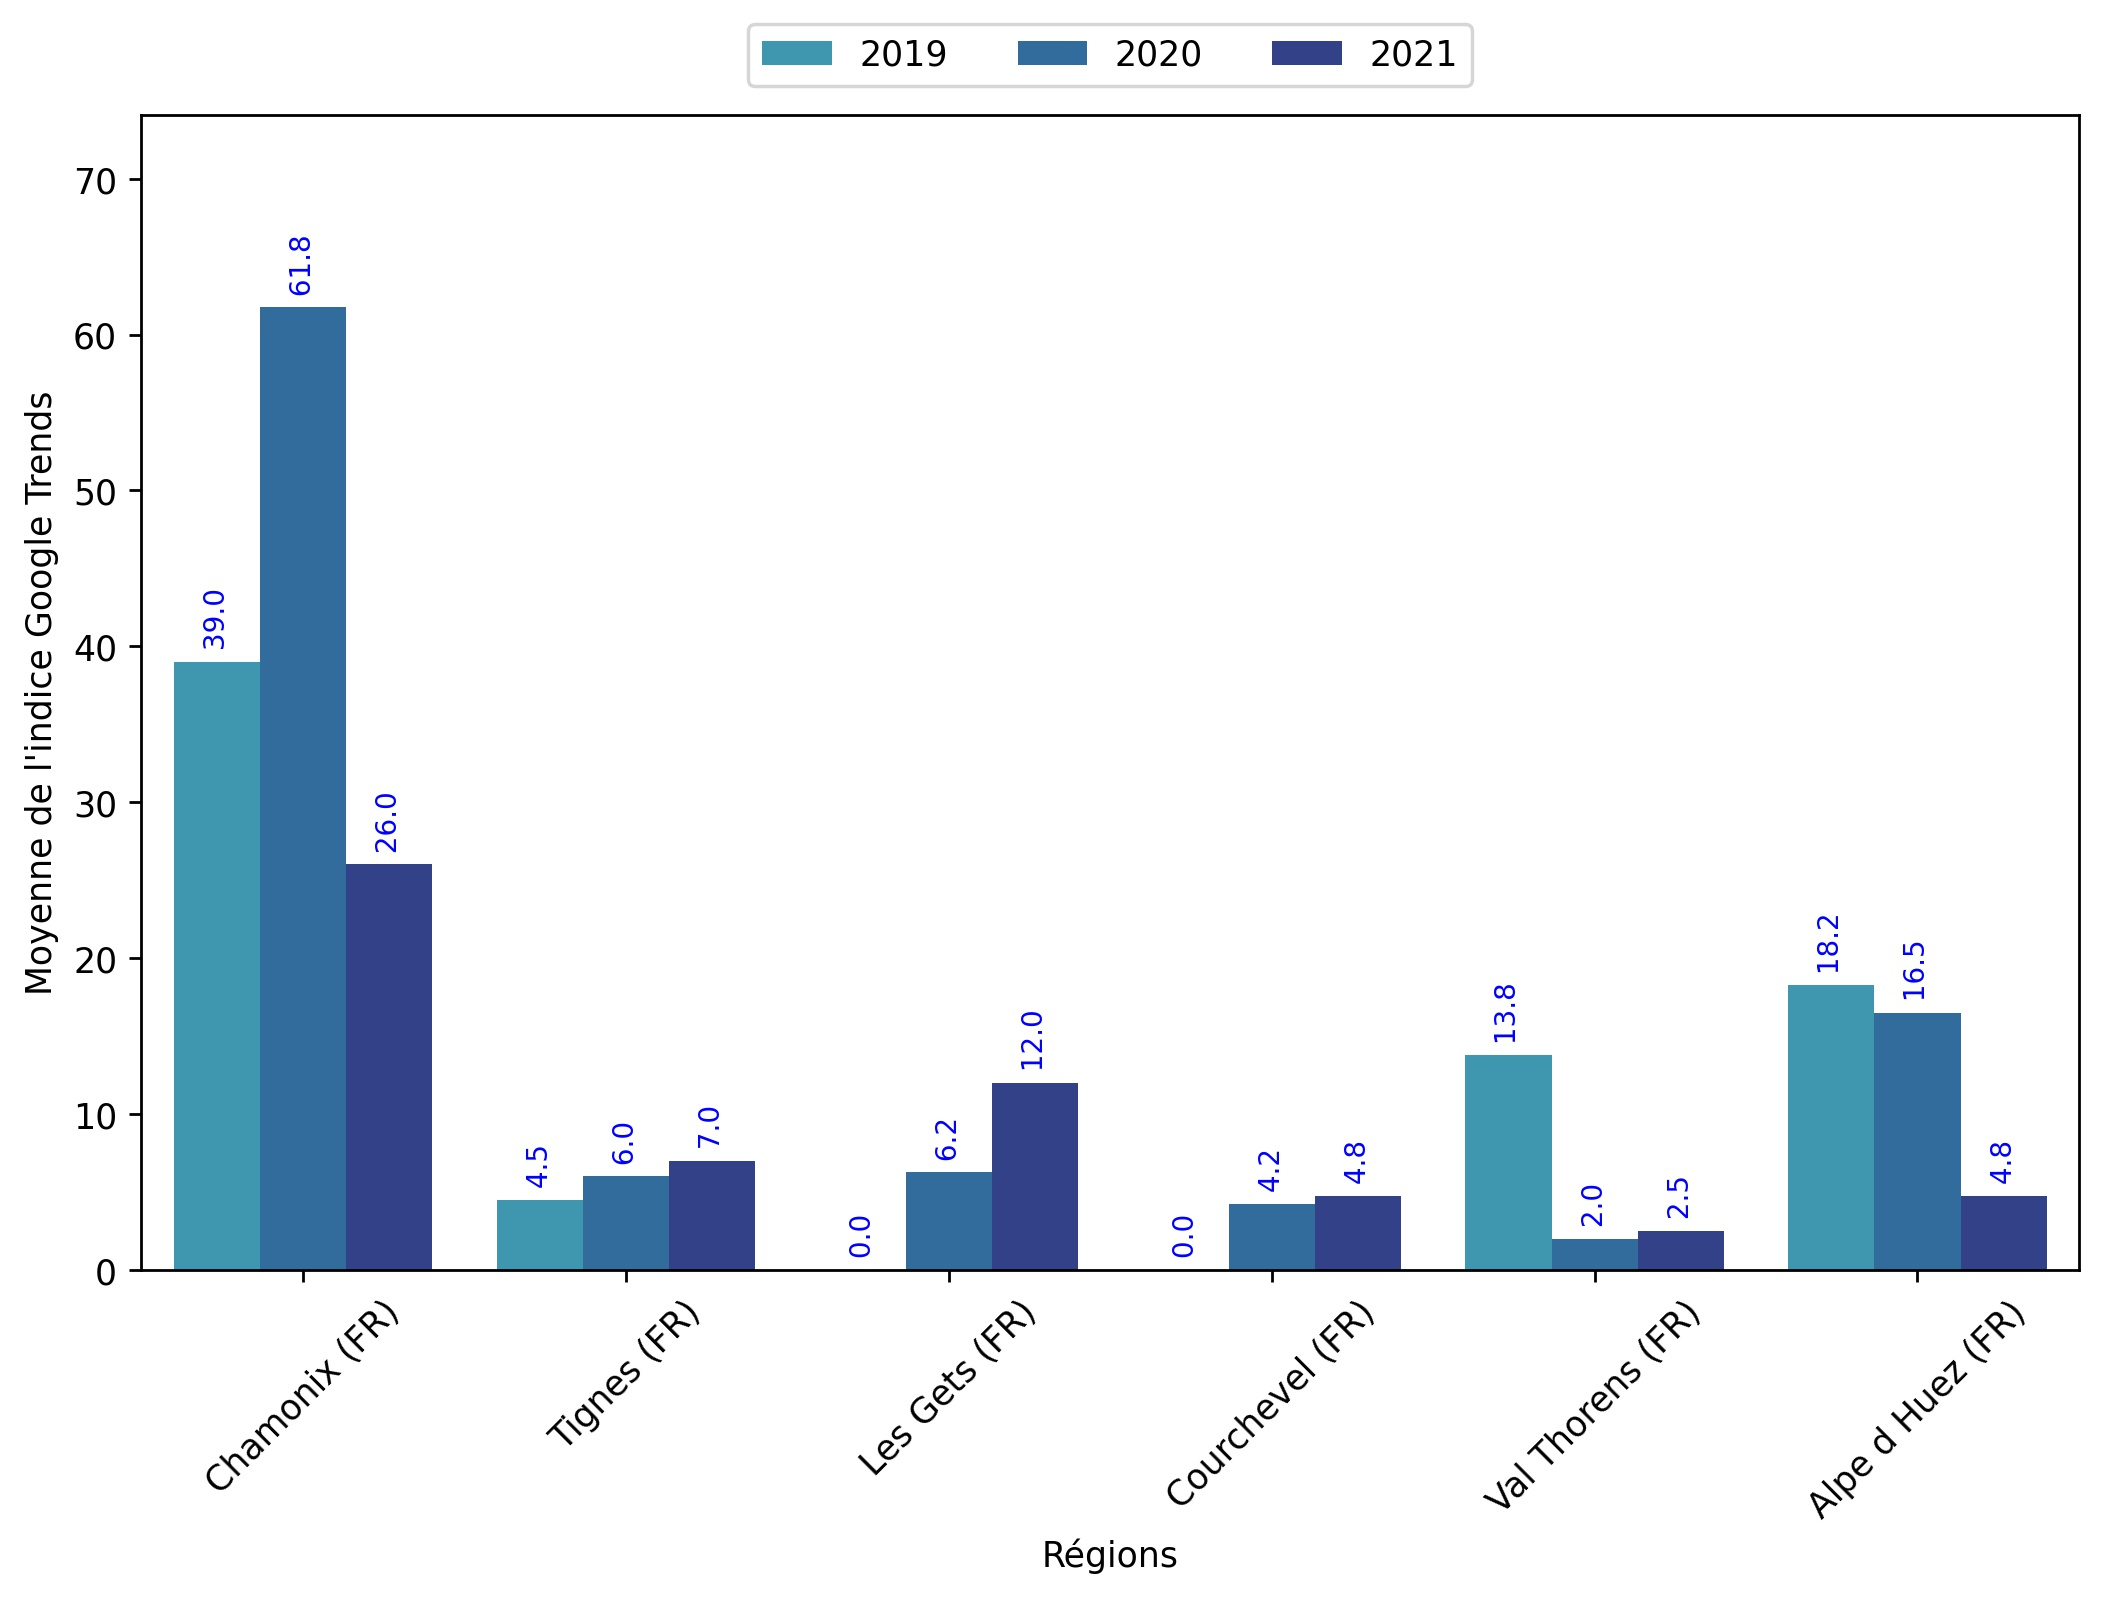 2019 2020 2021
Moyenne de l'indice Google Trends
70
60
50
40
30
20
10
0
39.0 61.8 26.0
4.5 6.0 7.0
0.0 6.2 12.0
0.0 4.2 4.8
13.8 2.0 2.5
18.2 16.5 4.8
Chamonix (FR)
Tignes (FR)
Les Gets (FR)
Courchevel (FR)
Val Thorens (FR)
Alpe d Huez (FR)
Régions